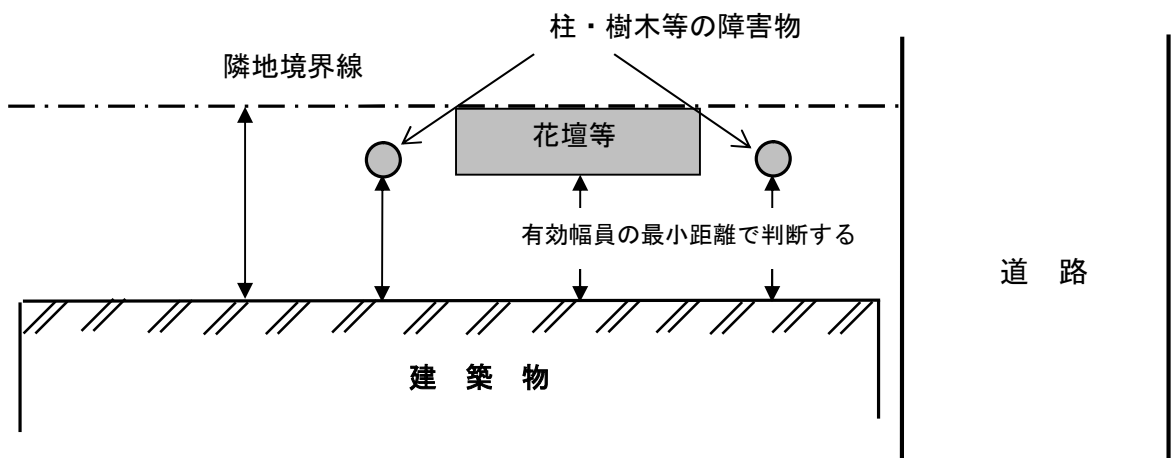 柱・樹木等の障害物
隣地境界線
花壇等
有効幅員の最小距離で判断する
道　路
建　築　物